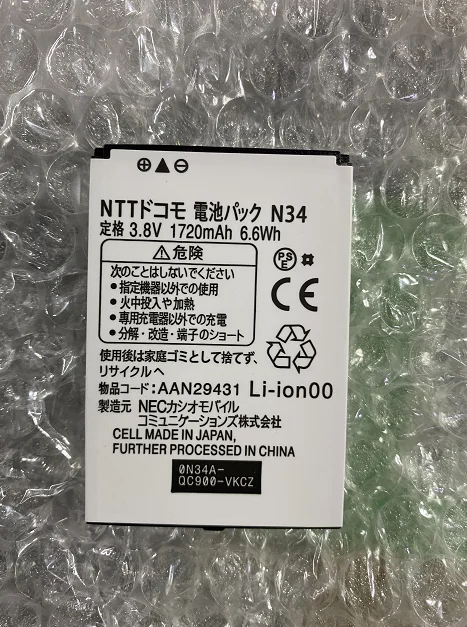 ⊕▲⊖
NTTドコモ 電池パック N34
定格 3.8V 1720mAh 6.6Wh
⚠危険
次のことはしないでください
●指定機器以外での使用
●火中投入や加熱
●専用充電器以外での充電
●分解・改造・端子のショート
PSE
CE
使用後は家庭ゴミとして捨てず、
リサイクルへ
物品コード:AAN29431 Li-ion00
製造元 NECカシオモバイル
コミュニケーションズ株式会社
CELL MADE IN JAPAN,
FURTHER PROCESSED IN CHINA
0N34A-
QC900-VKCZ